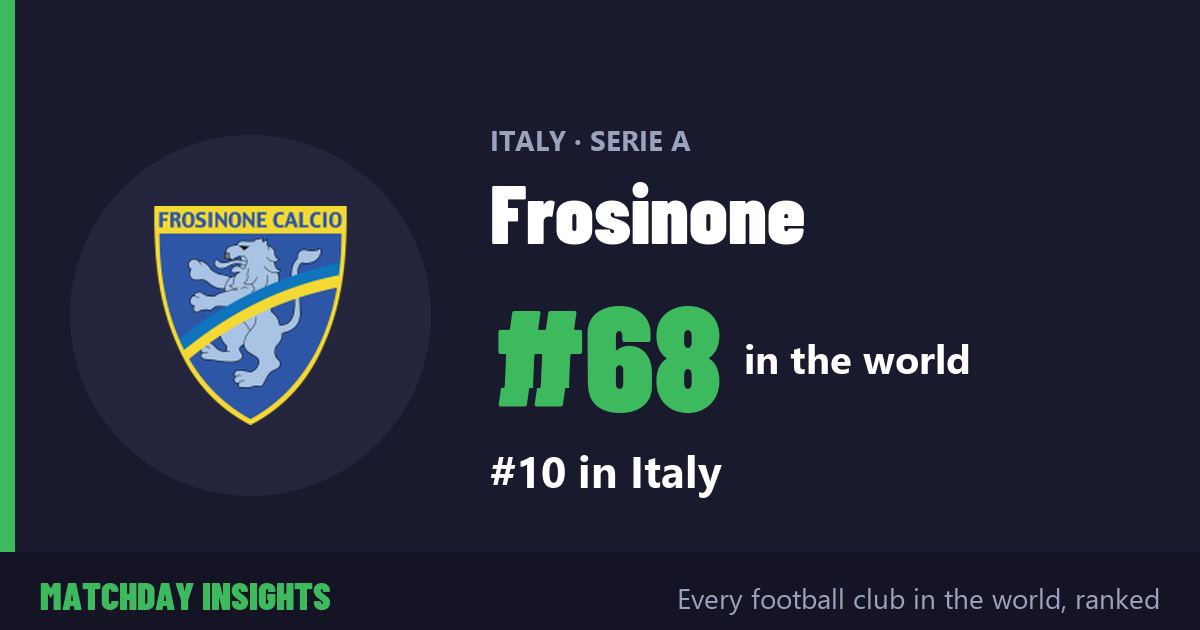 FROSINONE CALCIO
ITALY · SERIE A
Frosinone
#68 in the world
#10 in Italy
MATCHDAY INSIGHTS
Every football club in the world, ranked